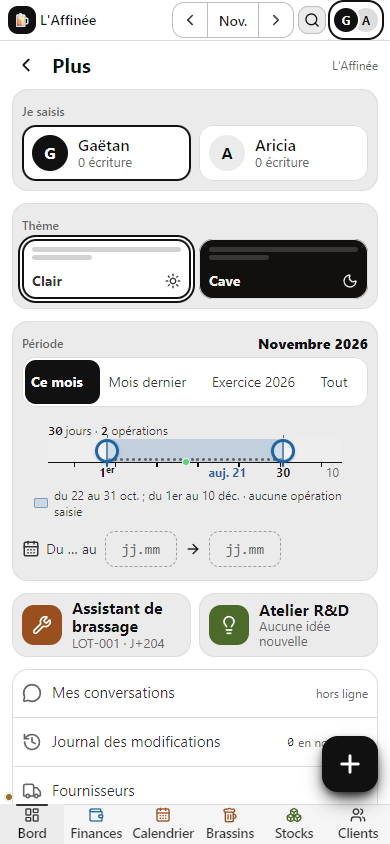 L'Affinée
Nov.
G A
Plus
L'Affinée
Je saisis
G
Gaëtan
0 écriture
A
Aricia
0 écriture
Thème
Clair
Cave
Période
Novembre 2026
Ce mois
Mois dernier
Exercice 2026
Tout
30 jours · 2 opérations
1er
auj. 21
30
10
du 22 au 31 oct. ; du 1er au 10 déc. · aucune opération
saisie
Du … au
jj.mm
jj.mm
Assistant de
brassage
LOT-001 · J+204
Atelier R&D
Aucune idée
nouvelle
Mes conversations
hors ligne
Journal des modifications
0 en
Fournisseurs
Bord
Finances
Calendrier
Brassins
Stocks
Clients